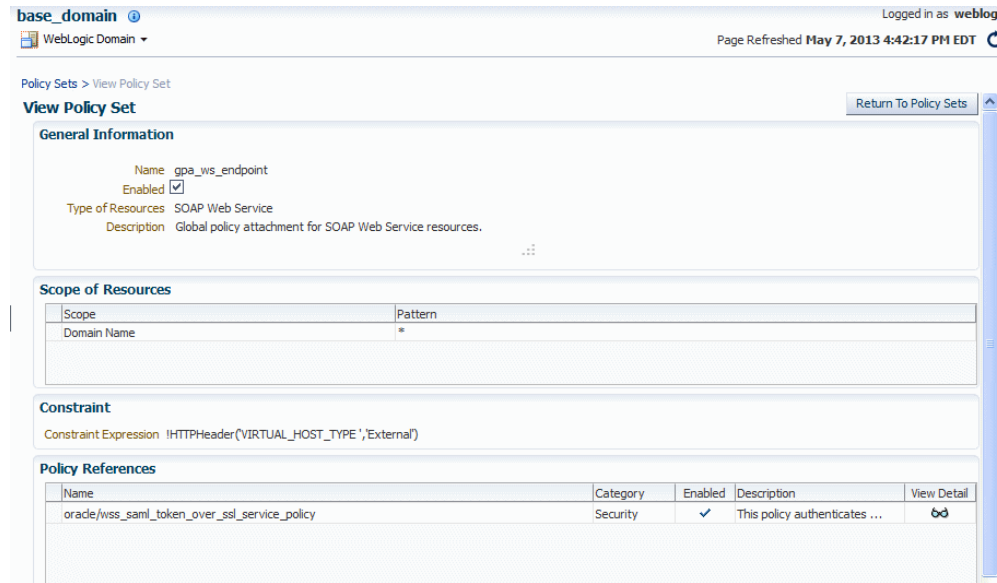 base_domain
Logged in as weblog
WebLogic Domain
Page Refreshed May 7, 2013 4:42:17 PM EDT
Policy Sets > View Policy Set
View Policy Set
Return To Policy Sets
General Information
Name gpa_ws_endpoint
Enabled
Type of Resources SOAP Web Service
Description Global policy attachment for SOAP Web Service resources.
Scope of Resources
Scope Pattern
Domain Name *
Constraint
Constraint Expression !HTTPHeader('VIRTUAL_HOST_TYPE ','External')
Policy References
Name Category Enabled Description View Detail
oracle/wss_saml_token_over_ssl_service_policy Security This policy authenticates ...